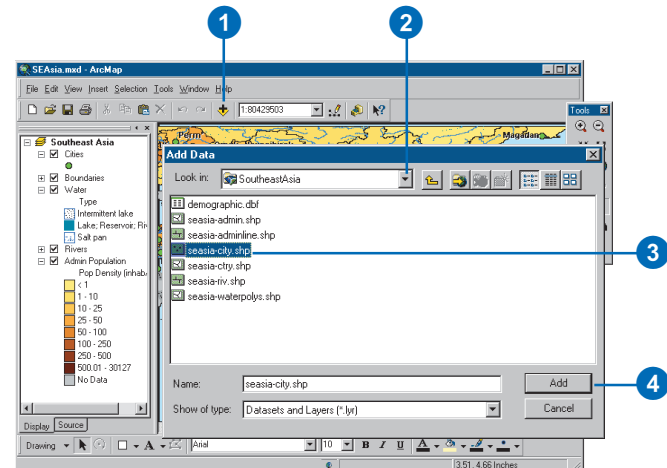 1
2
SEAsia.mxd - ArcMap
File Edit View Insert Selection Tools Window Help
1:80429503
Tools
Perm
Magadan
Southeast Asia
Cities
Boundaries
Water
Type
Intermittent lake
Lake; Reservoir; Riv
Salt pan
Rivers
Admin Population
Pop Density (inhab
< 1
1 - 10
10 - 25
25 - 50
50 - 100
100 - 250
250 - 500
500.01 - 30127
No Data
Display Source
Add Data
Look in: SoutheastAsia
demographic.dbf
seasia-admin.shp
seasia-adminline.shp
seasia-city.shp
3
seasia-ctry.shp
seasia-riv.shp
seasia-waterpolys.shp
Name: seasia-city.shp Add
4
Show of type: Datasets and Layers (*.lyr) Cancel
Drawing A Arial 10 B I U A
3.51, 4.66 Inches